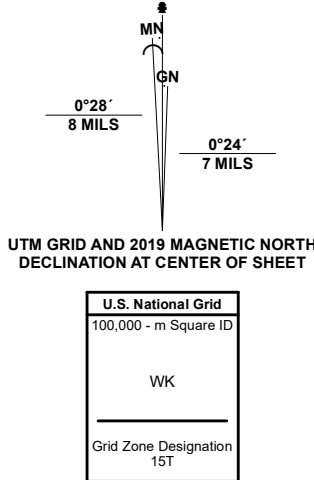 MN
GN
0°28´
8 MILS
0°24´
7 MILS
UTM GRID AND 2019 MAGNETIC NORTH
DECLINATION AT CENTER OF SHEET
U.S. National Grid
100,000 - m Square ID
WK
Grid Zone Designation
15T